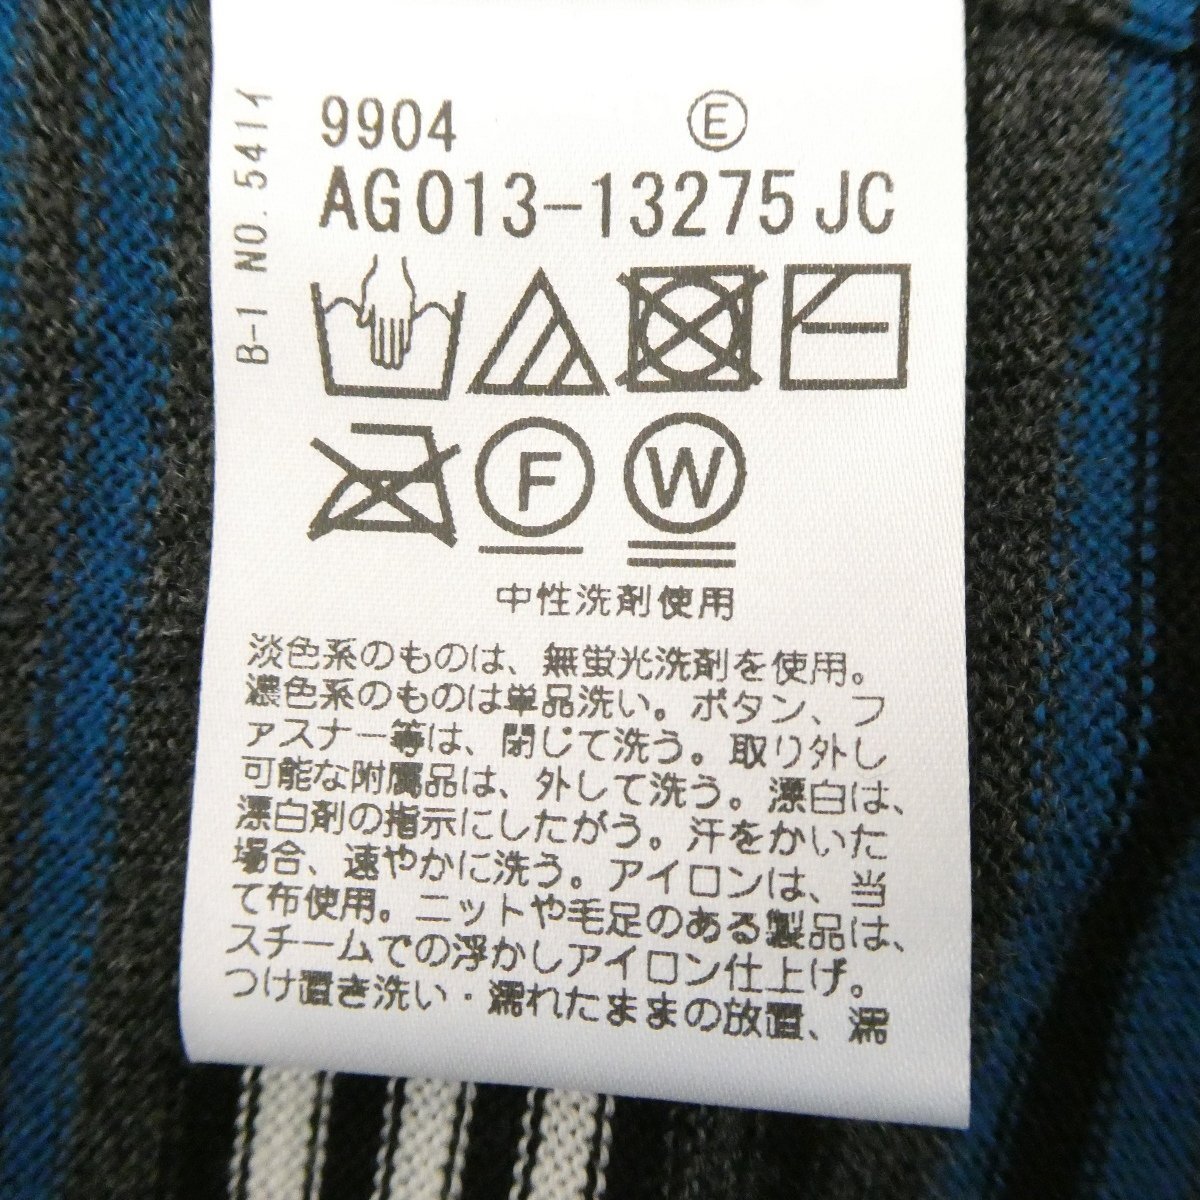 B-1 NO.541イ
9904 E
AG013-13275 JC
F W
中性洗剤使用
淡色系のものは、無蛍光洗剤を使用。
濃色系のものは単品洗い。ボタン、フ
ァスナー等は、閉じて洗う。取り外し
可能な附属品は、外して洗う。漂白は、
漂白剤の指示にしたがう。汗をかいた
場合、速やかに洗う。アイロンは、当
て布使用。ニットや毛足のある製品は、
スチームでの浮かしアイロン仕上げ。
つけ置き洗い・濡れたままの放置、濡